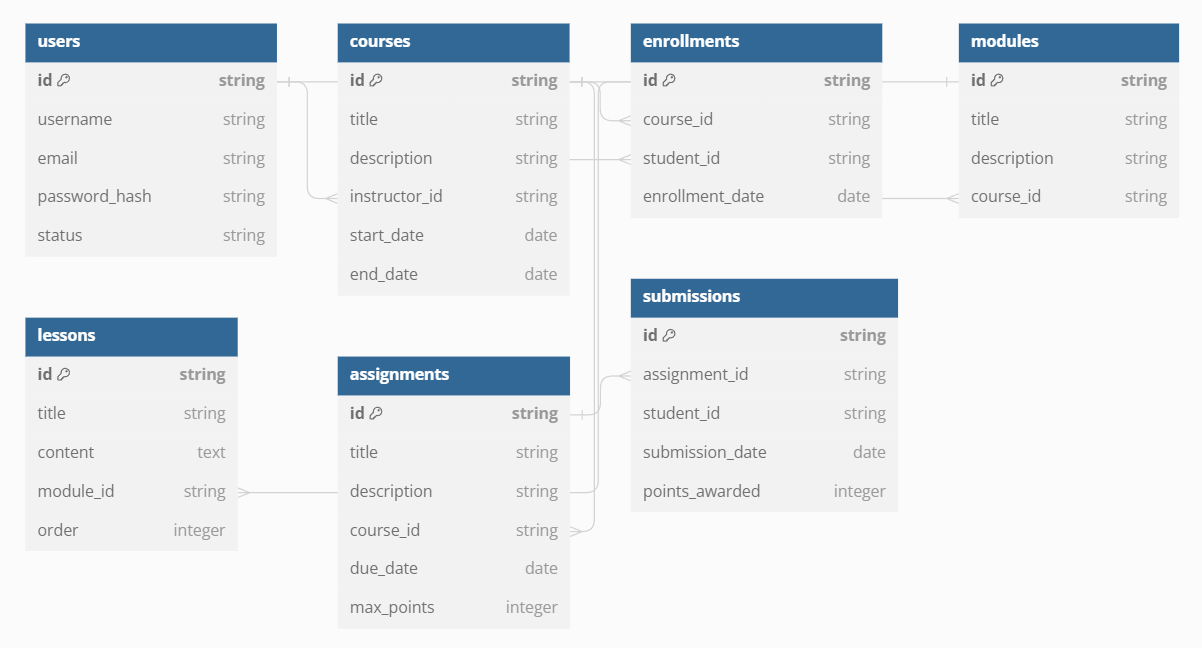 users
id string
username string
email string
password_hash string
status string
courses
id string
title string
description string
instructor_id string
start_date date
end_date date
enrollments
id string
course_id string
student_id string
enrollment_date date
modules
id string
title string
description string
course_id string
lessons
id string
title string
content text
module_id string
order integer
assignments
id string
title string
description string
course_id string
due_date date
max_points integer
submissions
id string
assignment_id string
student_id string
submission_date date
points_awarded integer